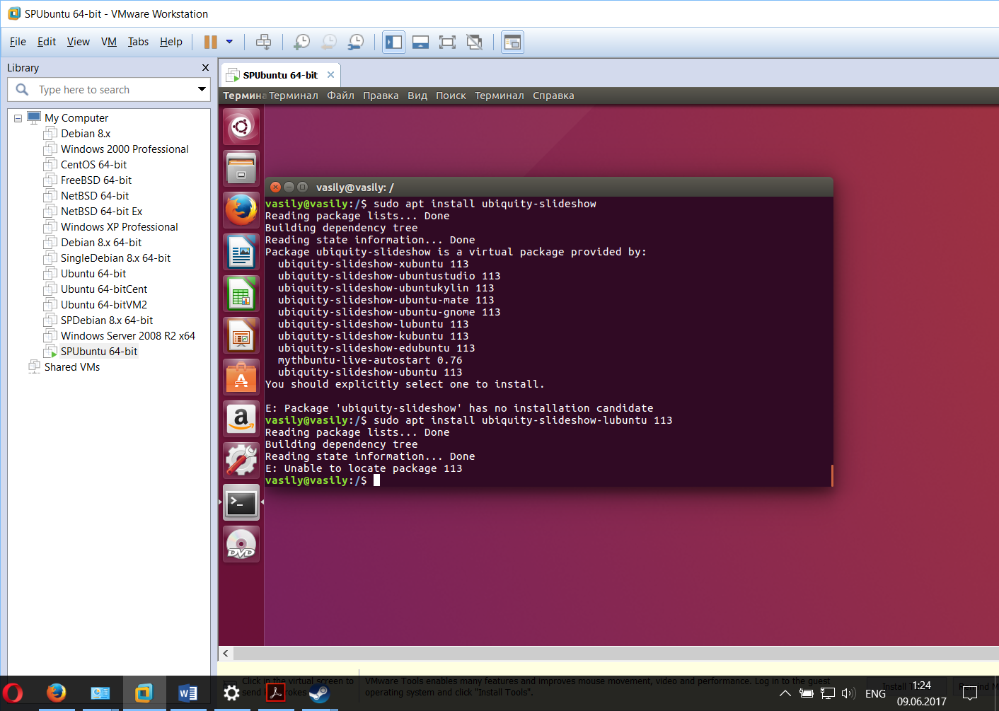 SPUbuntu 64-bit - VMware Workstation
File Edit View VM Tabs Help
Library
Type here to search
My Computer
Debian 8.x
Windows 2000 Professional
CentOS 64-bit
FreeBSD 64-bit
NetBSD 64-bit
NetBSD 64-bit Ex
Windows XP Professional
Debian 8.x 64-bit
SingleDebian 8.x 64-bit
Ubuntu 64-bit
Ubuntu 64-bitCent
Ubuntu 64-bitVM2
SPDebian 8.x 64-bit
Windows Server 2008 R2 x64
SPUbuntu 64-bit
Shared VMs
SPUbuntu 64-bit
Термина Терминал Файл Правка Вид Поиск Терминал Справка
vasily@vasily: /
vasily@vasily:/$ sudo apt install ubiquity-slideshow
Reading package lists... Done
Building dependency tree
Reading state information... Done
Package ubiquity-slideshow is a virtual package provided by:
ubiquity-slideshow-xubuntu 113
ubiquity-slideshow-ubuntustudio 113
ubiquity-slideshow-ubuntukylin 113
ubiquity-slideshow-ubuntu-mate 113
ubiquity-slideshow-ubuntu-gnome 113
ubiquity-slideshow-lubuntu 113
ubiquity-slideshow-kubuntu 113
ubiquity-slideshow-edubuntu 113
mythbuntu-live-autostart 0.76
ubiquity-slideshow-ubuntu 113
You should explicitly select one to install.
E: Package 'ubiquity-slideshow' has no installation candidate
vasily@vasily:/$ sudo apt install ubiquity-slideshow-lubuntu 113
Reading package lists... Done
Building dependency tree
Reading state information... Done
E: Unable to locate package 113
vasily@vasily:/$
DVD
Click in the virtual screen to
send
VMware Tools enables many features and improves mouse movement, video and performance. Log in to the guest
operating system and click "Install Tools".
ENG
1:24
09.06.2017